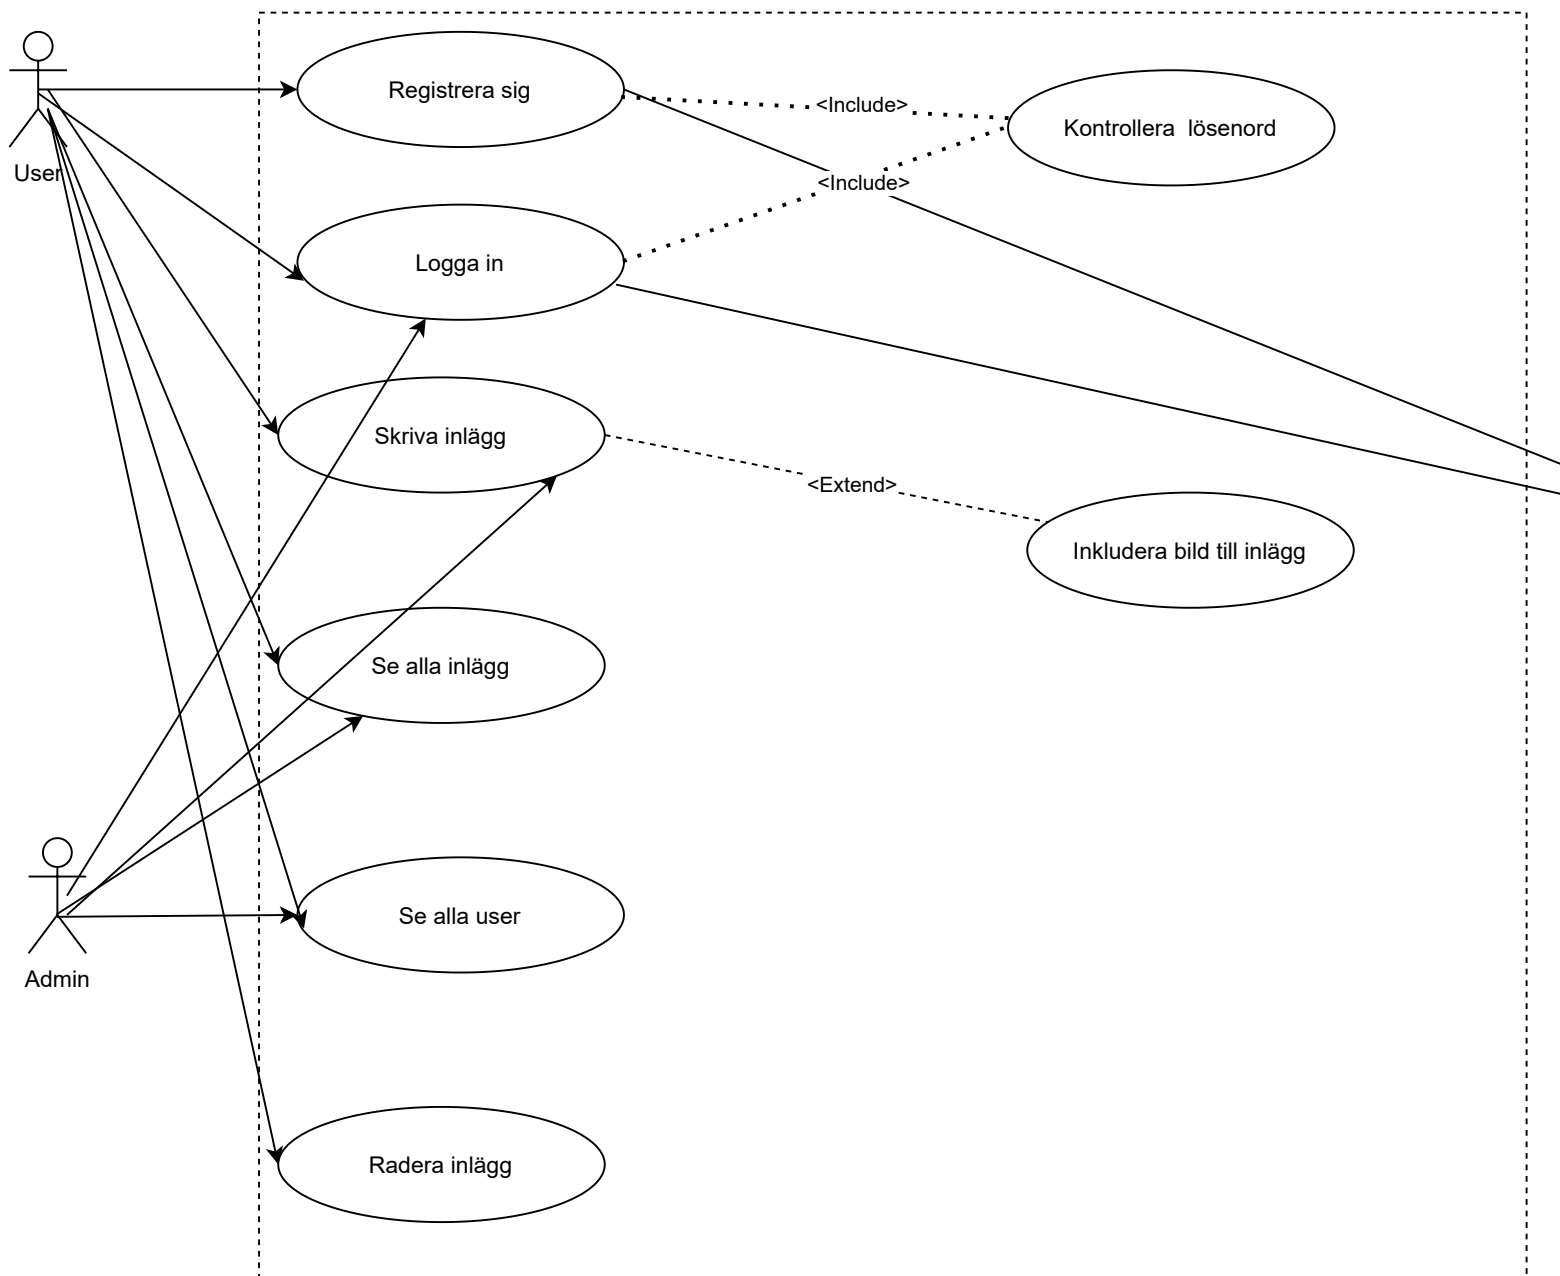 Registrera sig
<Include>
Kontrollera  lösenord
User
<Include>
Logga in
Skriva inlägg
<Extend>
Inkludera bild till inlägg
Se alla inlägg
Se alla user
Admin
Radera inlägg